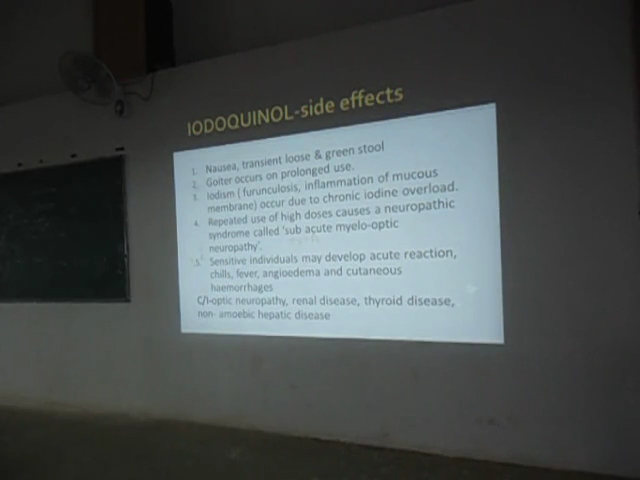 IODOQUINOL-side effects
1. Nausea, transient loose & green stool
2. Goiter occurs on prolonged use.
3. Iodism ( furunculosis, inflammation of mucous
membrane) occur due to chronic iodine overload.
4. Repeated use of high doses causes a neuropathic
syndrome called 'sub acute myelo-optic
neuropathy'.
5. Sensitive individuals may develop acute reaction,
chills, fever, angioedema and cutaneous
haemorrhages
C/I-optic neuropathy, renal disease, thyroid disease,
non- amoebic hepatic disease